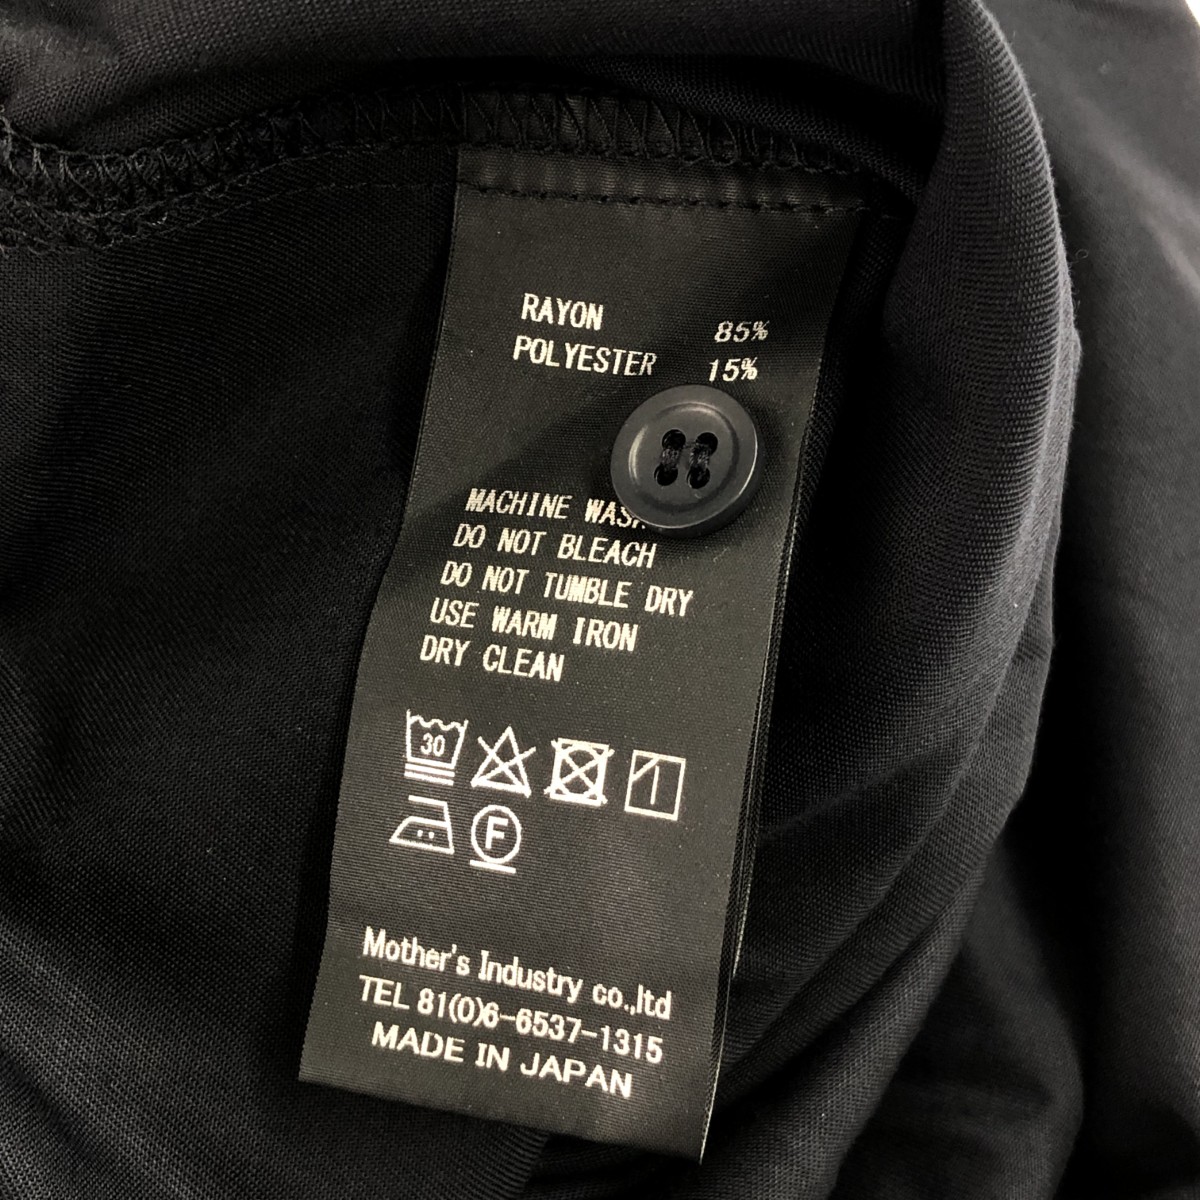 RAYON 85%
POLYESTER 15%
MACHINE WASH
DO NOT BLEACH
DO NOT TUMBLE DRY
USE WARM IRON
DRY CLEAN
30
F
Mother's Industry co.,ltd
TEL 81(0)6-6537-1315
MADE IN JAPAN